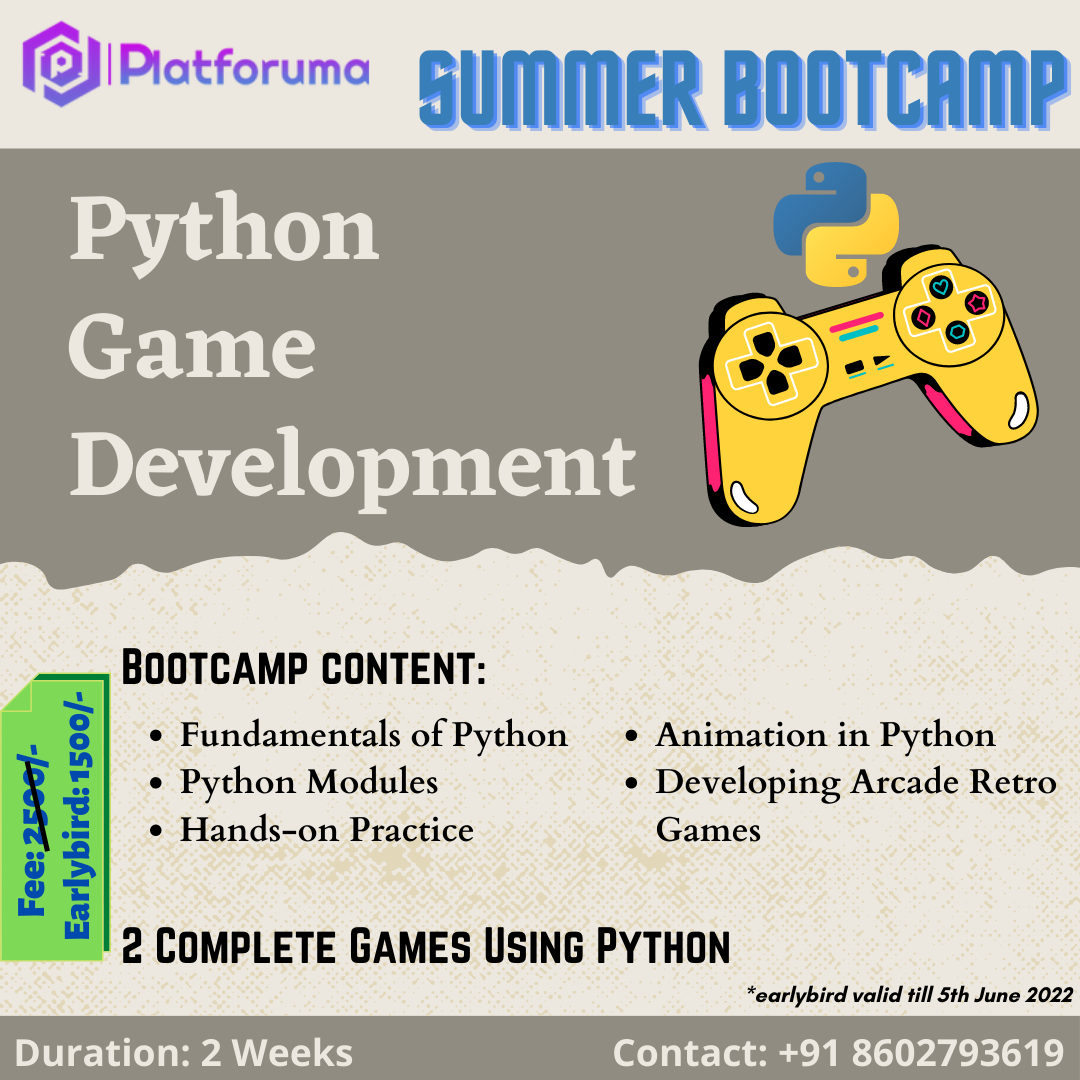 Platforuma
SUMMER BOOTCAMP
Python
Game
Development
BOOTCAMP CONTENT:
Fundamentals of Python
Python Modules
Hands-on Practice
Animation in Python
Developing Arcade Retro
Games
Fee: 2500/-
Earlybird: 1500/-
2 COMPLETE GAMES USING PYTHON
*earlybird valid till 5th June 2022
Duration: 2 Weeks
Contact: +91 8602793619